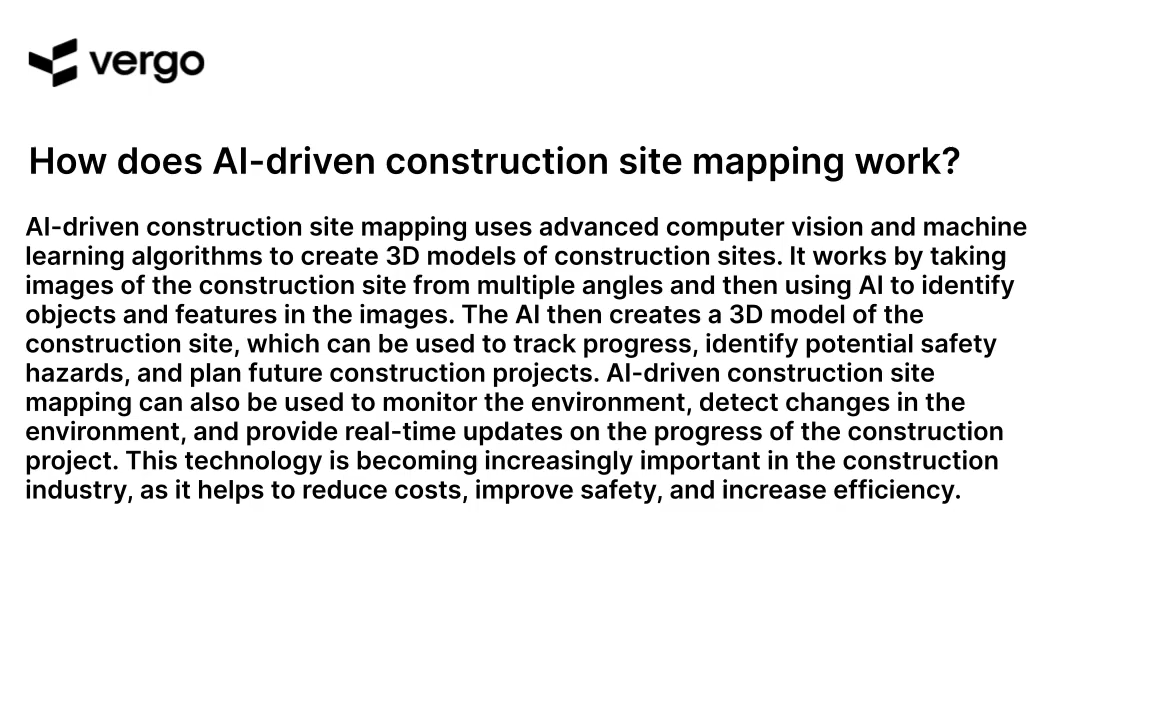 vergo
How does AI-driven construction site mapping work?
AI-driven construction site mapping uses advanced computer vision and machine
learning algorithms to create 3D models of construction sites. It works by taking
images of the construction site from multiple angles and then using AI to identify
objects and features in the images. The AI then creates a 3D model of the
construction site, which can be used to track progress, identify potential safety
hazards, and plan future construction projects. AI-driven construction site
mapping can also be used to monitor the environment, detect changes in the
environment, and provide real-time updates on the progress of the construction
project. This technology is becoming increasingly important in the construction
industry, as it helps to reduce costs, improve safety, and increase efficiency.